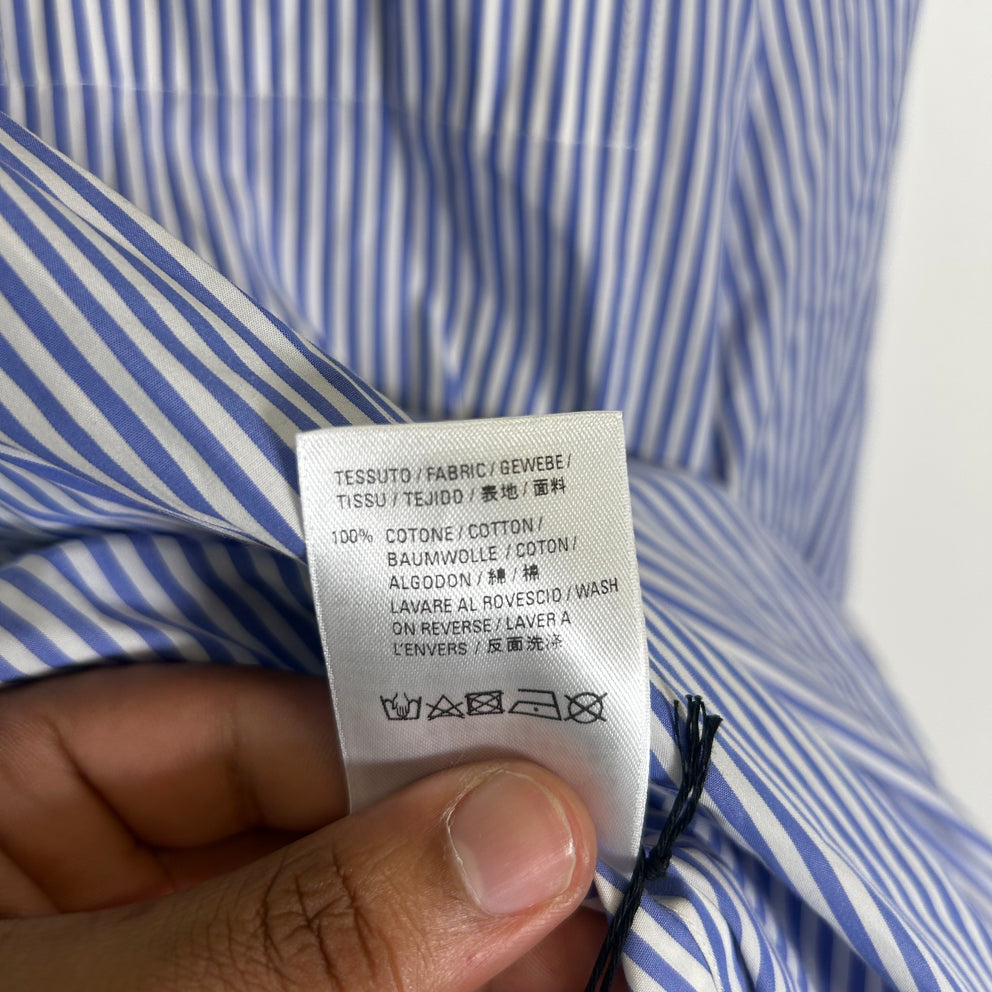 TESSUTO / FABRIC / GEWEBE /
TISSU / TEJIDO / 表地 / 面料
100% COTONE / COTTON /
BAUMWOLLE / COTON /
ALGODON / 綿 / 棉
LAVARE AL ROVESCIO / WASH
ON REVERSE / LAVER A
L'ENVERS / 反面洗净